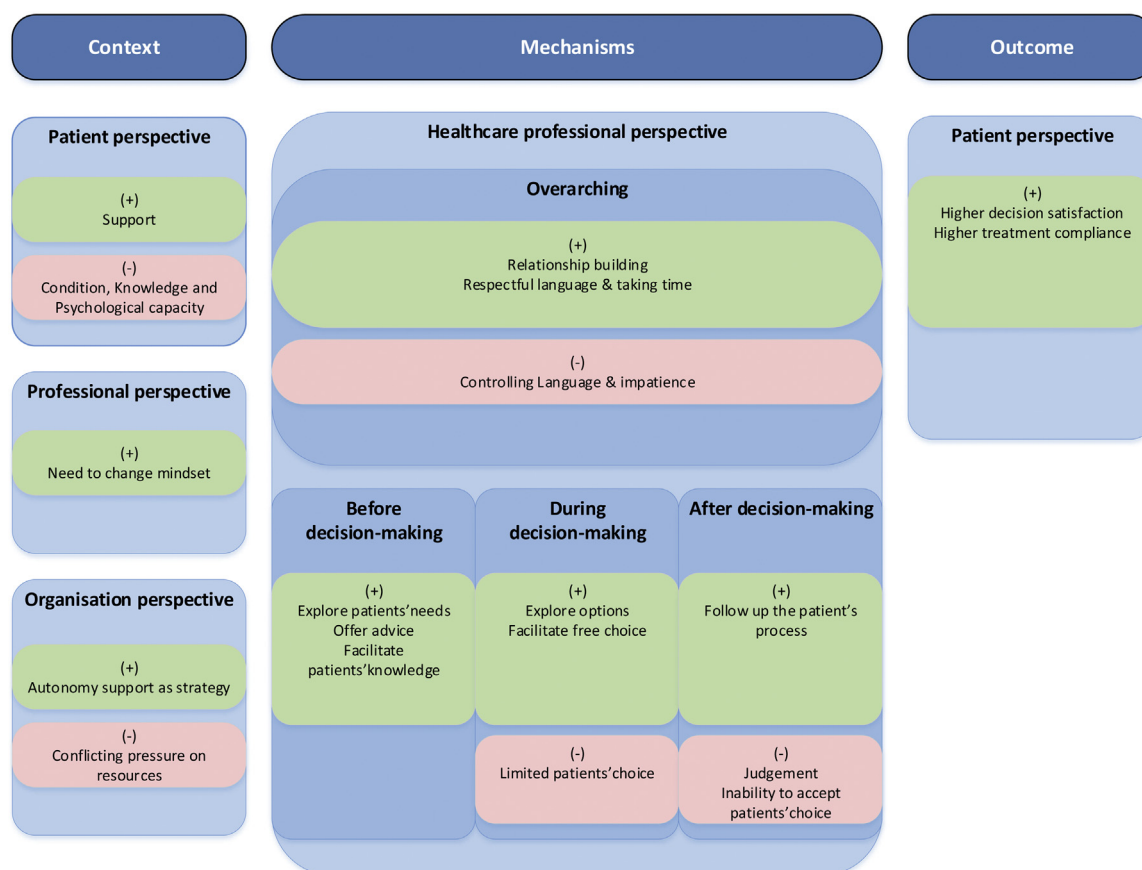 Context
Mechanisms
Outcome
Patient perspective
(+)
Support
(-)
Condition, Knowledge and
Psychological capacity
Professional perspective
(+)
Need to change mindset
Organisation perspective
(+)
Autonomy support as strategy
(-)
Conflicting pressure on
resources
Healthcare professional perspective
Overarching
(+)
Relationship building
Respectful language & taking time
(-)
Controlling Language & impatience
Before
decision-making
(+)
Explore patients’needs
Offer advice
Facilitate
patients’knowledge
During
decision-making
(+)
Explore options
Facilitate free choice
(-)
Limited patients’choice
After decision-making
(+)
Follow up the patient’s
process
(-)
Judgement
Inability to accept
patients’choice
Patient perspective
(+)
Higher decision satisfaction
Higher treatment compliance